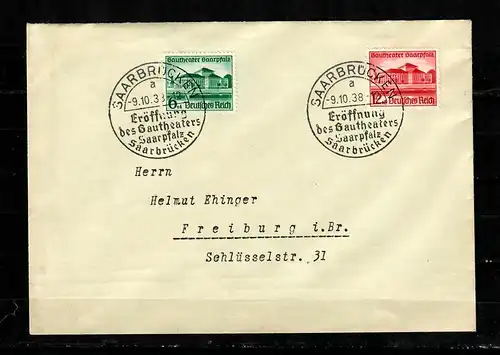 Gautheater Saarpfalz
6 Deutsches Reich
SAARBRÜCKEN
a
-9.10.38-
Eröffnung
des Gautheaters
Saarpfalz
Saarbrücken
Gautheater Saarpfalz
12 Deutsches Reich
SAARBRÜCKEN
a
-9.10.38-
Eröffnung
des Gautheaters
Saarpfalz
Saarbrücken
Herrn
Helmut Ehinger
Freiburg i.Br.
Schlüsselstr. 31